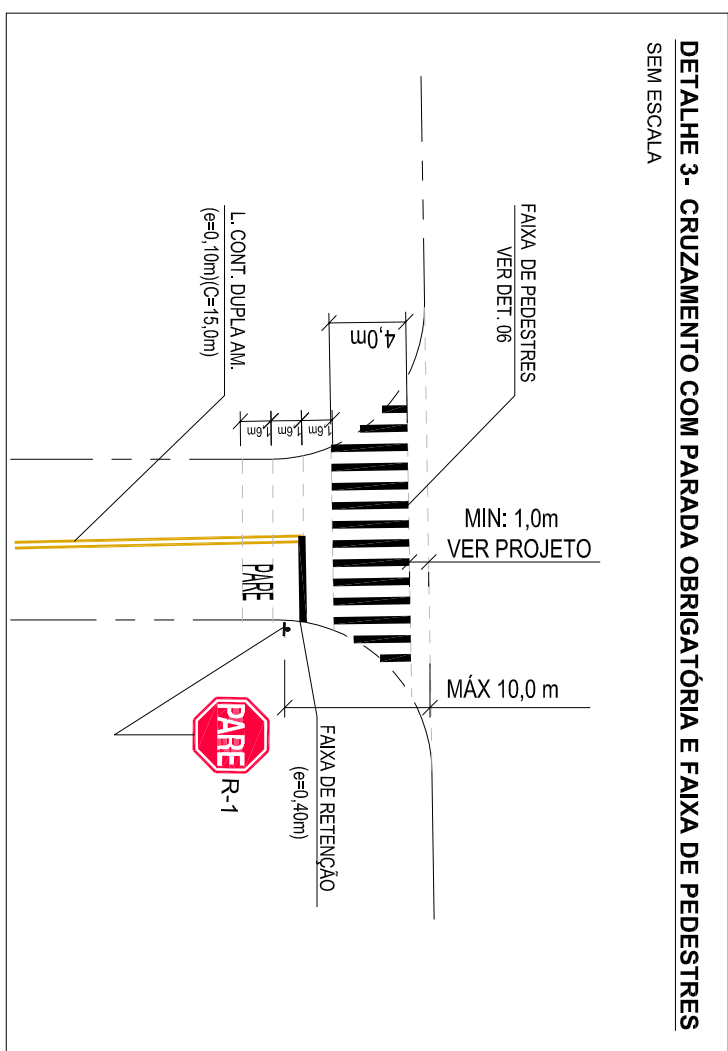 DETALHE 3- CRUZAMENTO COM PARADA OBRIGATÓRIA E FAIXA DE PEDESTRES
SEM ESCALA
FAIXA DE PEDESTRES
VER DET. 06
MIN: 1,0m
VER PROJETO
MÁX 10,0 m
4,0m
1,6m
1,6m
1,6m
L. CONT. DUPLA AM.
(e=0,10m)(C=15,0m)
PARE
FAIXA DE RETENÇÃO
(e=0,40m)
PARE
R-1